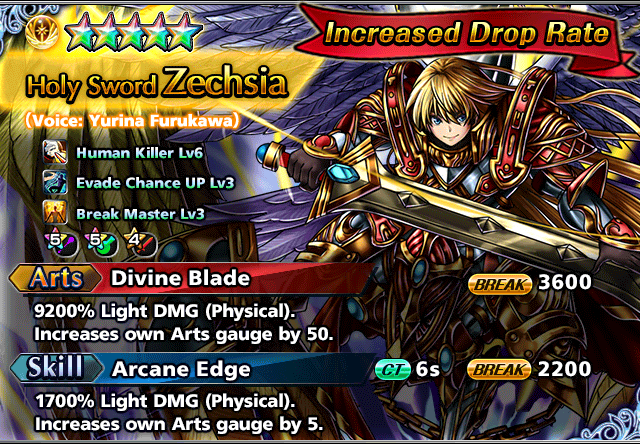 Increased Drop Rate
Holy Sword Zechsia
(Voice: Yurina Furukawa)
Human Killer Lv6
Evade Chance UP Lv3
Break Master Lv3
5 5 4
Arts Divine Blade BREAK 3600
9200% Light DMG (Physical).
Increases own Arts gauge by 50.
Skill Arcane Edge CT 6s BREAK 2200
1700% Light DMG (Physical).
Increases own Arts gauge by 5.